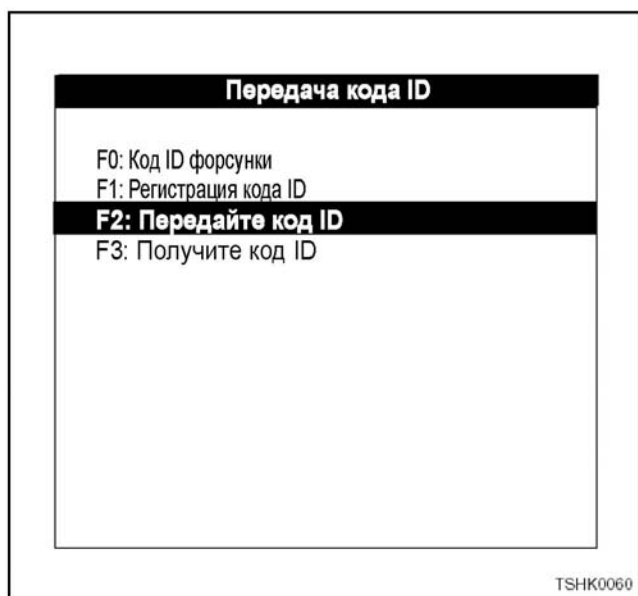 Передача кода ID
F0: Код ID форсунки
F1: Регистрация кода ID
F2: Передайте код ID
F3: Получите код ID
TSHK0060